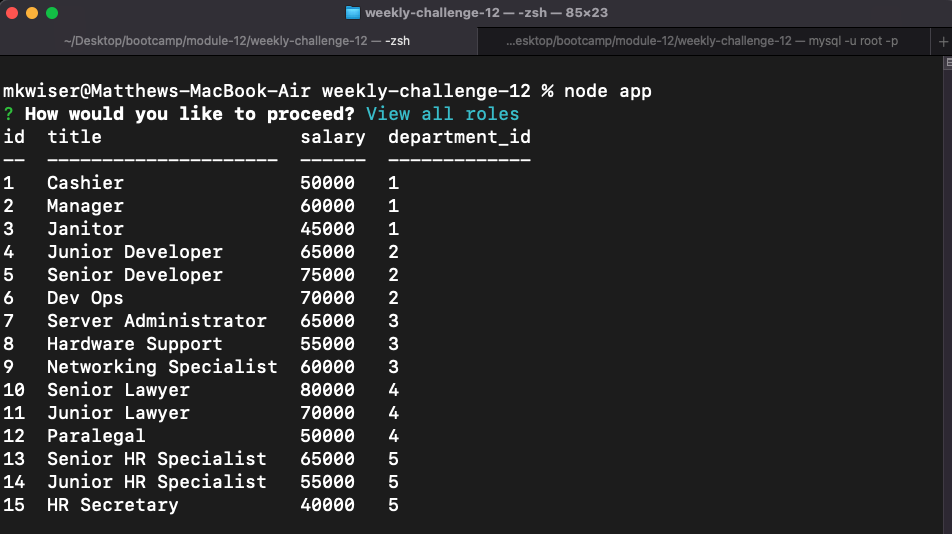 weekly-challenge-12 — -zsh — 85×23
~/Desktop/bootcamp/module-12/weekly-challenge-12 — -zsh
...esktop/bootcamp/module-12/weekly-challenge-12 — mysql -u root -p
+
mkwiser@Matthews-MacBook-Air weekly-challenge-12 % node app
? How would you like to proceed? View all roles
id  title                  salary  department_id
--  ---------------------  ------  -------------
1   Cashier                50000   1
2   Manager                60000   1
3   Janitor                45000   1
4   Junior Developer       65000   2
5   Senior Developer       75000   2
6   Dev Ops                70000   2
7   Server Administrator   65000   3
8   Hardware Support       55000   3
9   Networking Specialist  60000   3
10  Senior Lawyer          80000   4
11  Junior Lawyer          70000   4
12  Paralegal              50000   4
13  Senior HR Specialist   65000   5
14  Junior HR Specialist   55000   5
15  HR Secretary           40000   5